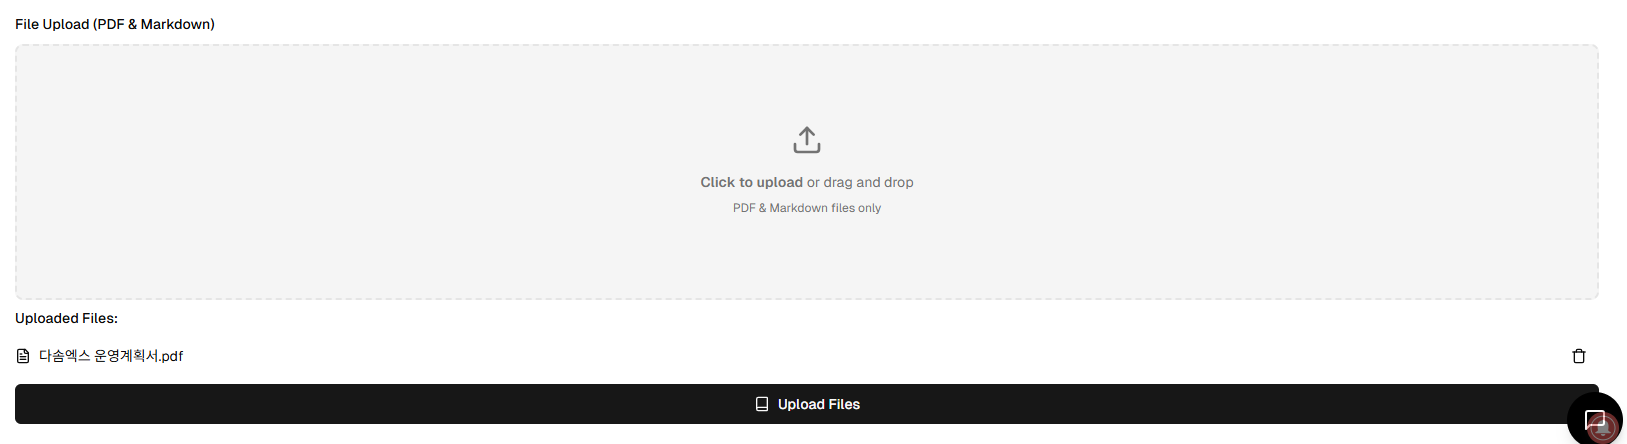 File Upload (PDF & Markdown)
Click to upload or drag and drop
PDF & Markdown files only
Uploaded Files:
다솜엑스 운영계획서.pdf
Upload Files